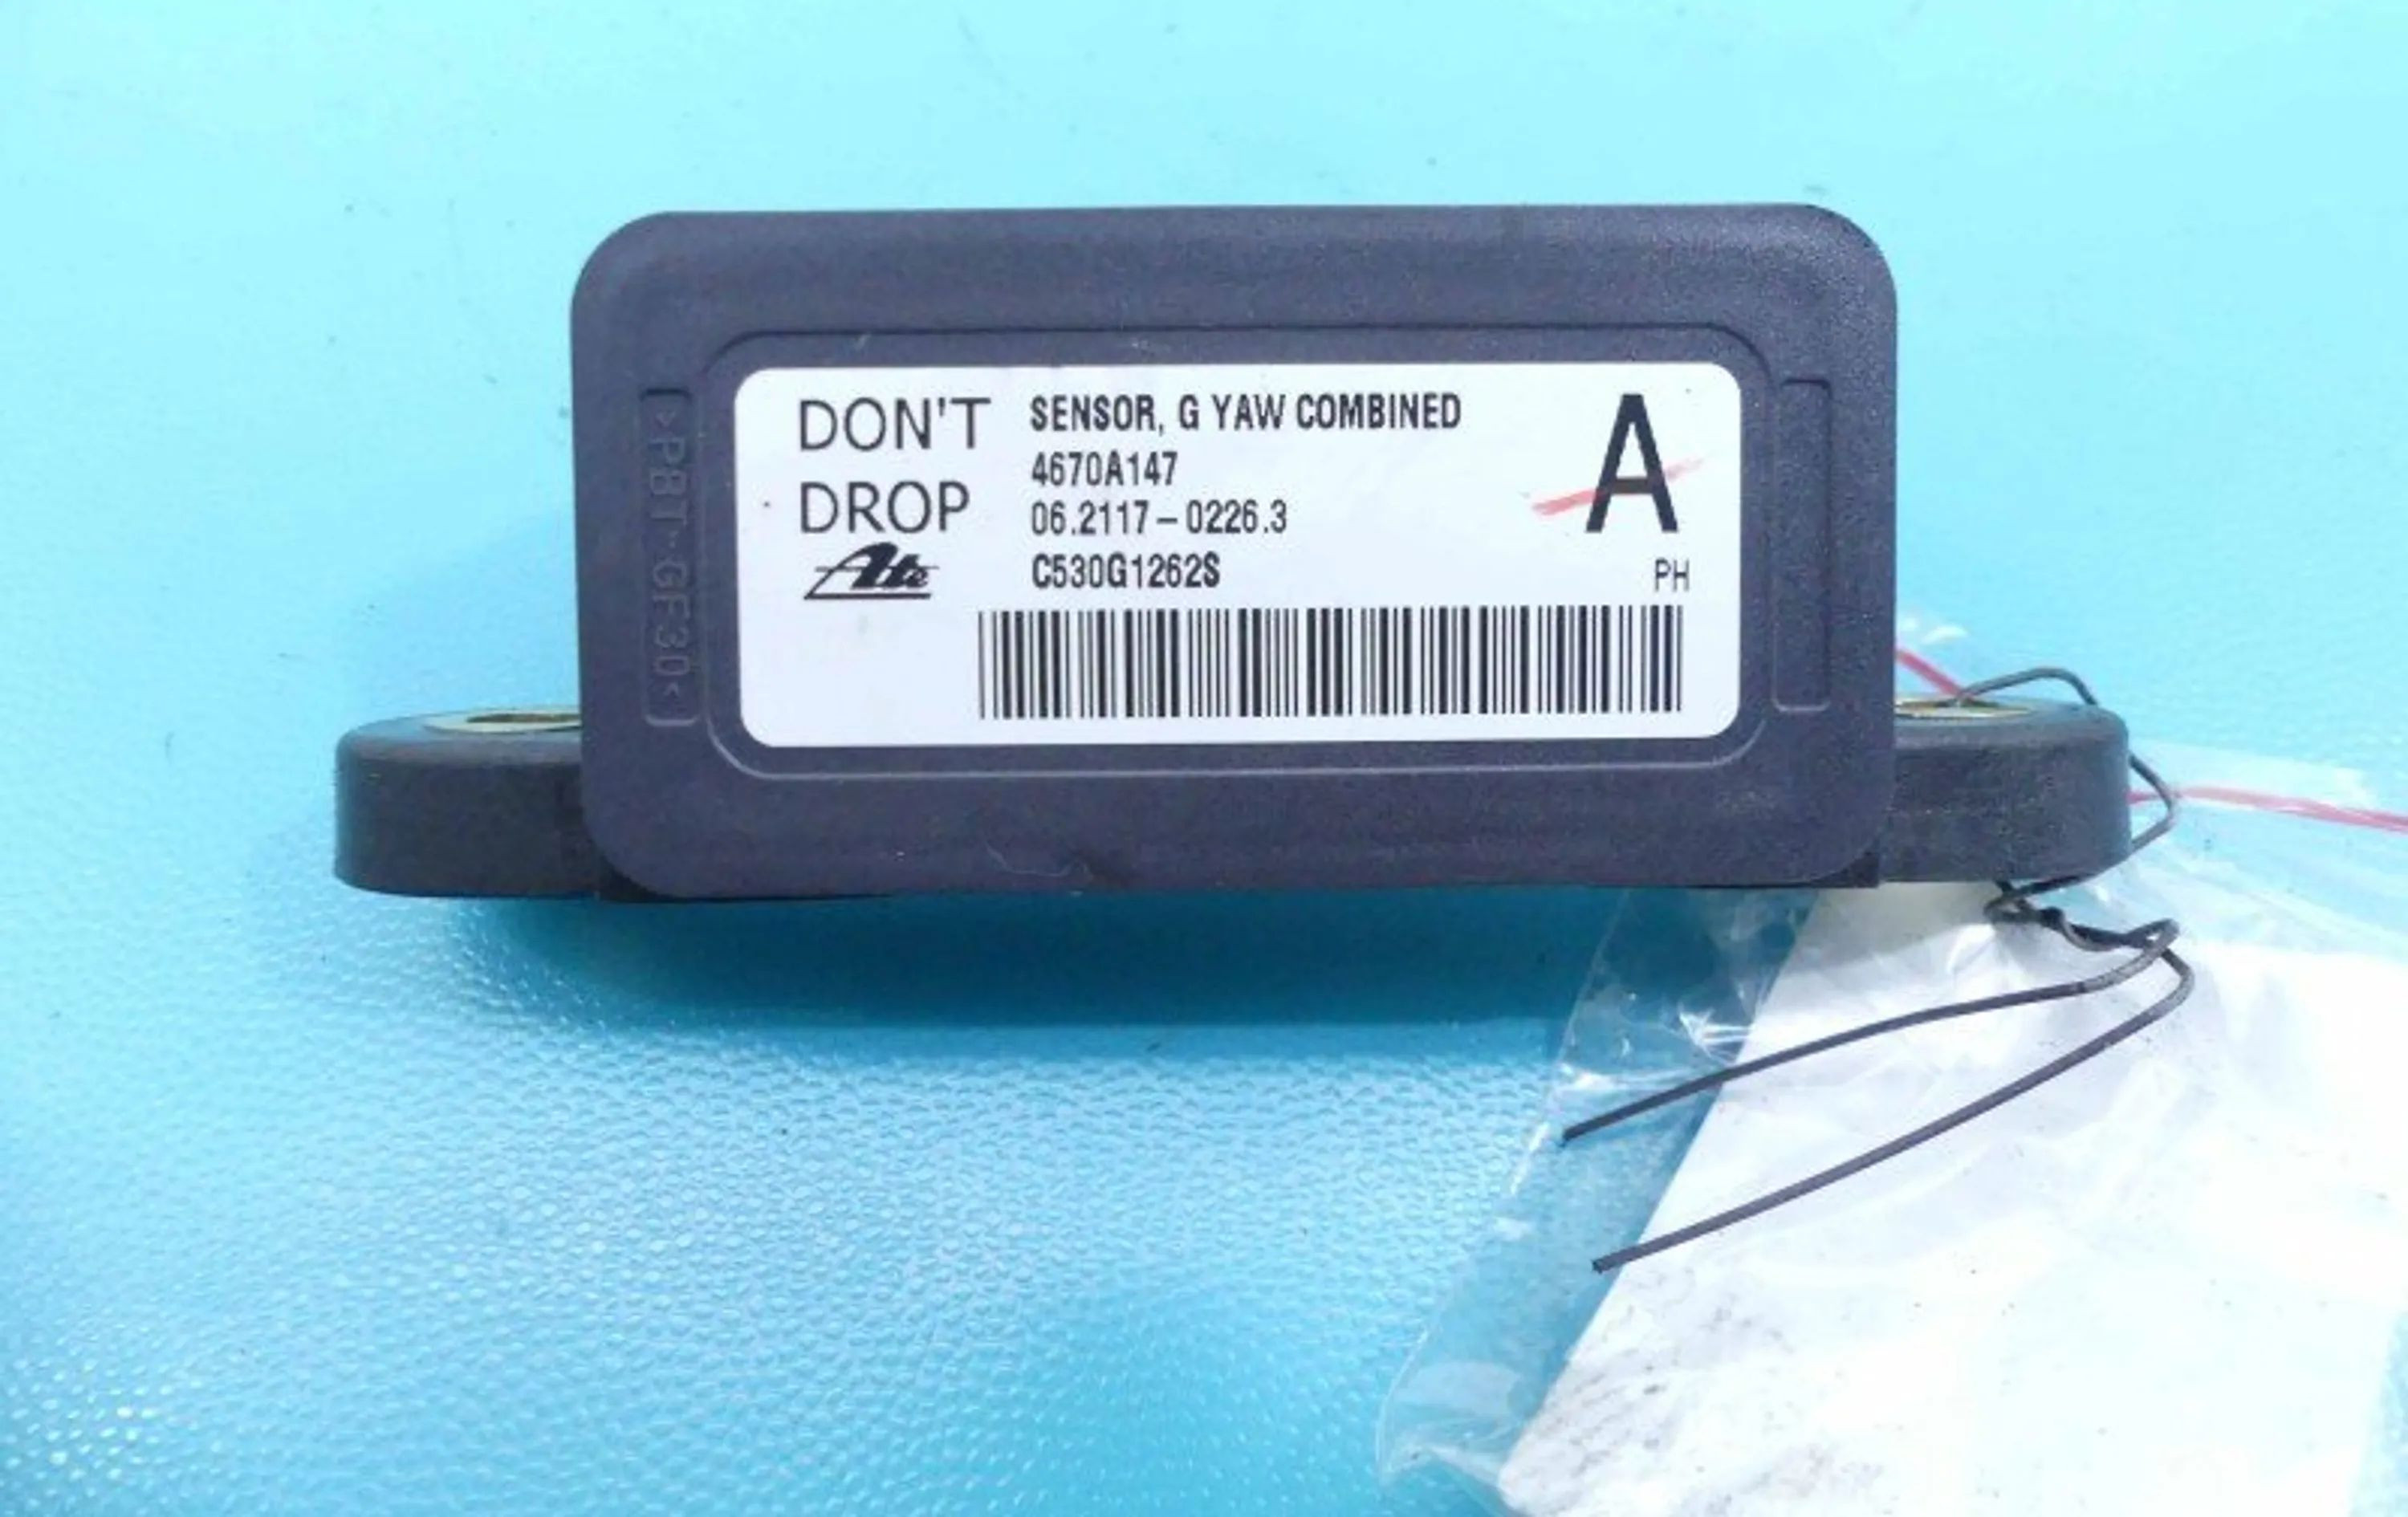 DON'T
DROP
Ate
SENSOR, G YAW COMBINED
4670A147
06.2117-0226.3
C530G1262S
A
PH
>PBT-GF30<